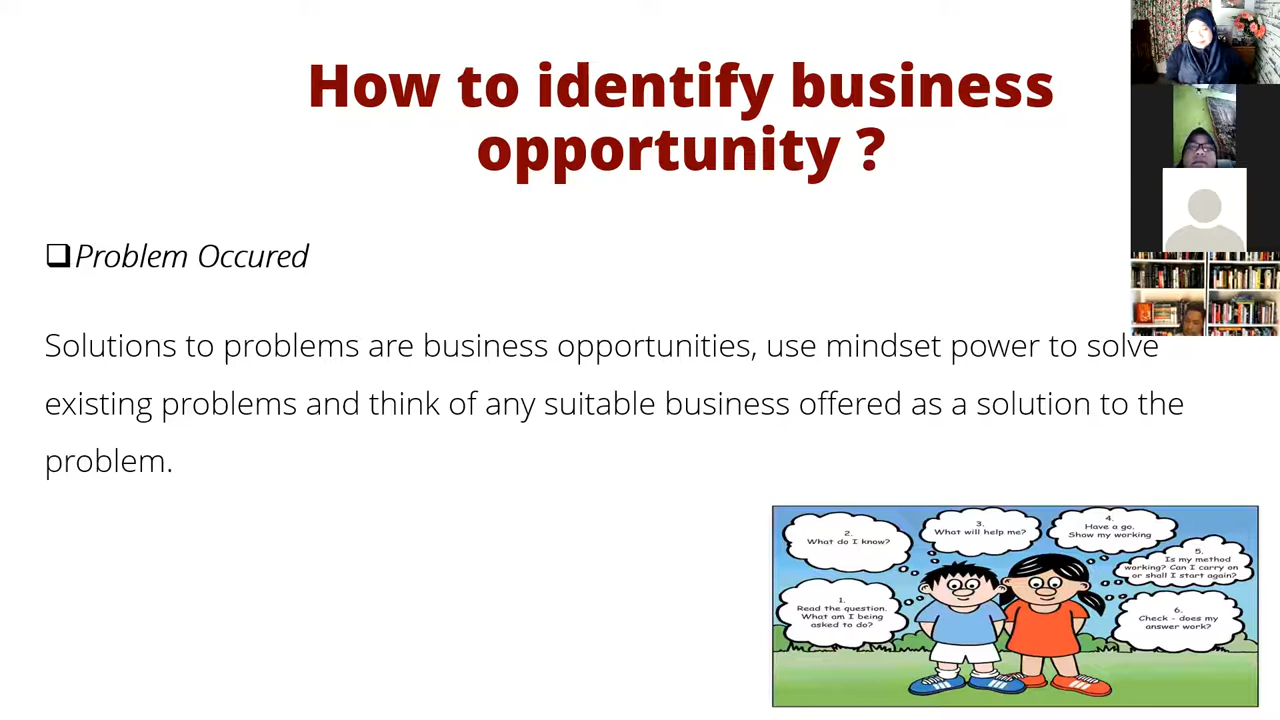 How to identify business
opportunity ?
❑Problem Occured
Solutions to problems are business opportunities, use mindset power to solve
existing problems and think of any suitable business offered as a solution to the
problem.
1.
Read the question.
What am I being
asked to do?
2.
What do I know?
3.
What will help me?
4.
Have a go.
Show my working
5.
Is my method
working? Can I carry on
or shall I start again?
6.
Check - does my
answer work?